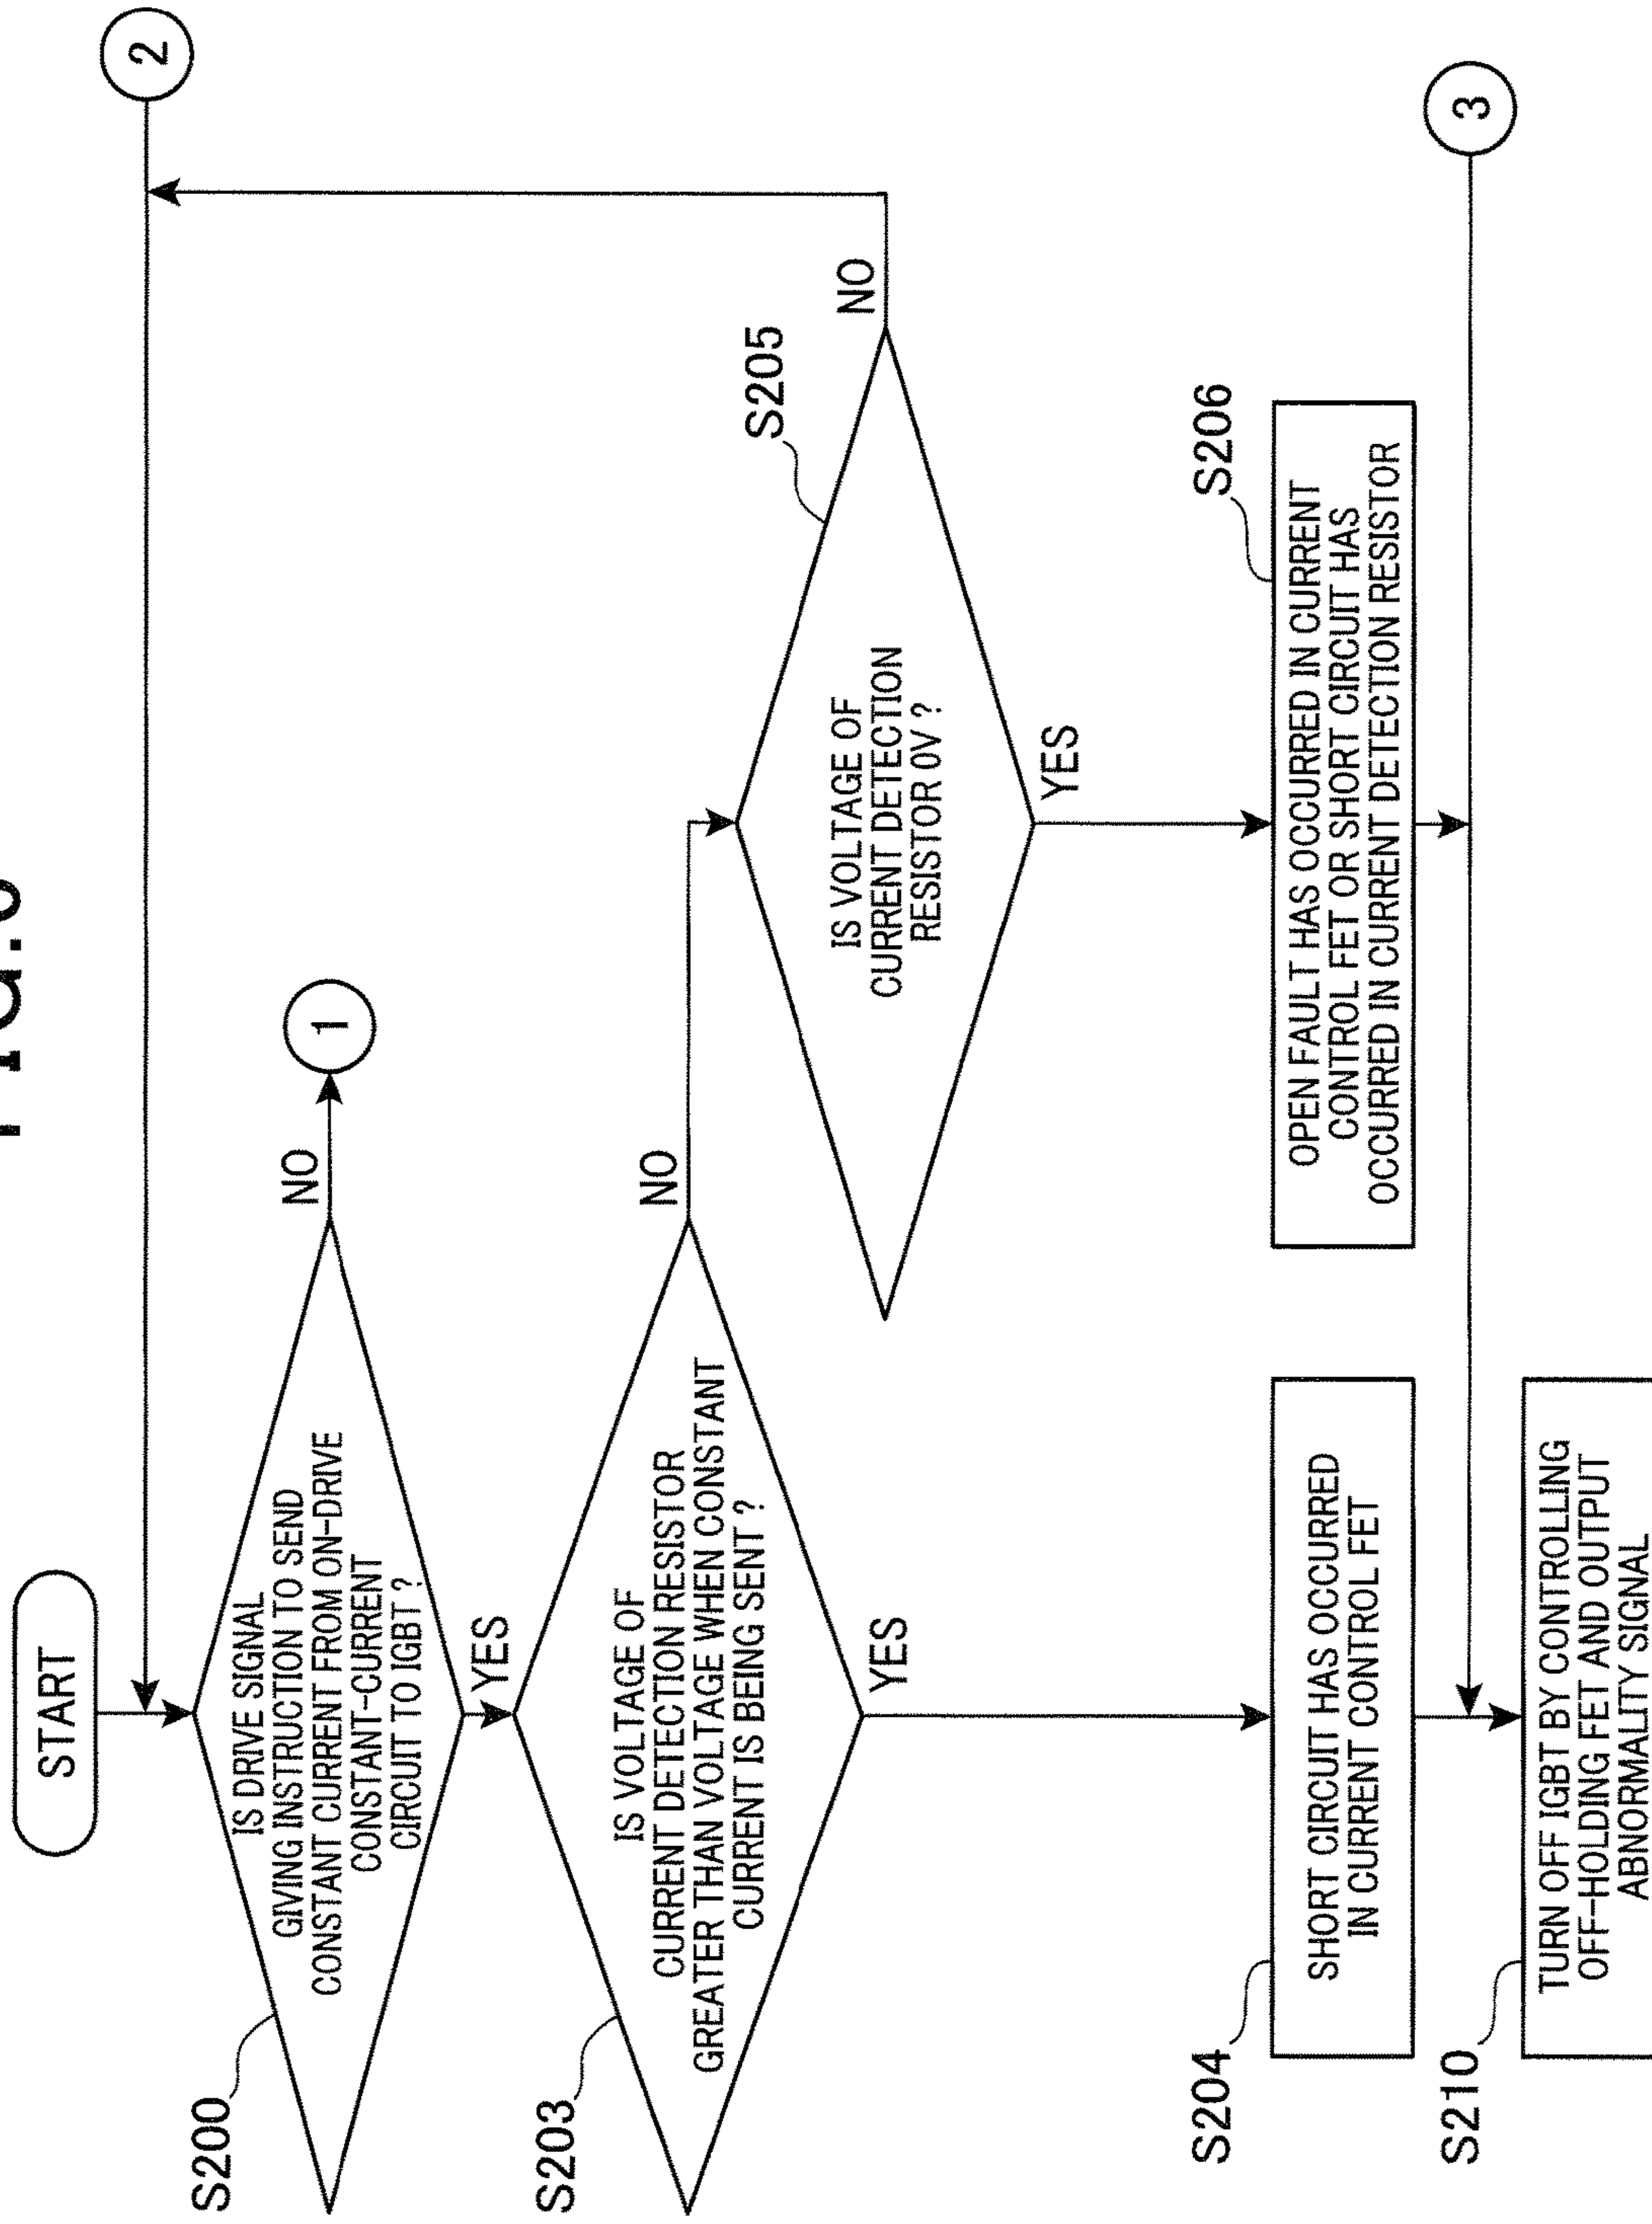 START
2
S200
IS DRIVE SIGNAL
GIVING INSTRUCTION TO SEND
CONSTANT CURRENT FROM ON-DRIVE
CONSTANT-CURRENT
CIRCUIT TO IGBT ?
NO
1
YES
S203
IS VOLTAGE OF
CURRENT DETECTION RESISTOR
GREATER THAN VOLTAGE WHEN CONSTANT
CURRENT IS BEING SENT ?
NO
YES
S205
IS VOLTAGE OF
CURRENT DETECTION
RESISTOR 0V ?
NO
YES
S204
SHORT CIRCUIT HAS OCCURRED
IN CURRENT CONTROL FET
S206
OPEN FAULT HAS OCCURRED IN CURRENT
CONTROL FET OR SHORT CIRCUIT HAS
OCCURRED IN CURRENT DETECTION RESISTOR
3
S210
TURN OFF IGBT BY CONTROLLING
OFF-HOLDING FET AND OUTPUT
ABNORMALITY SIGNAL